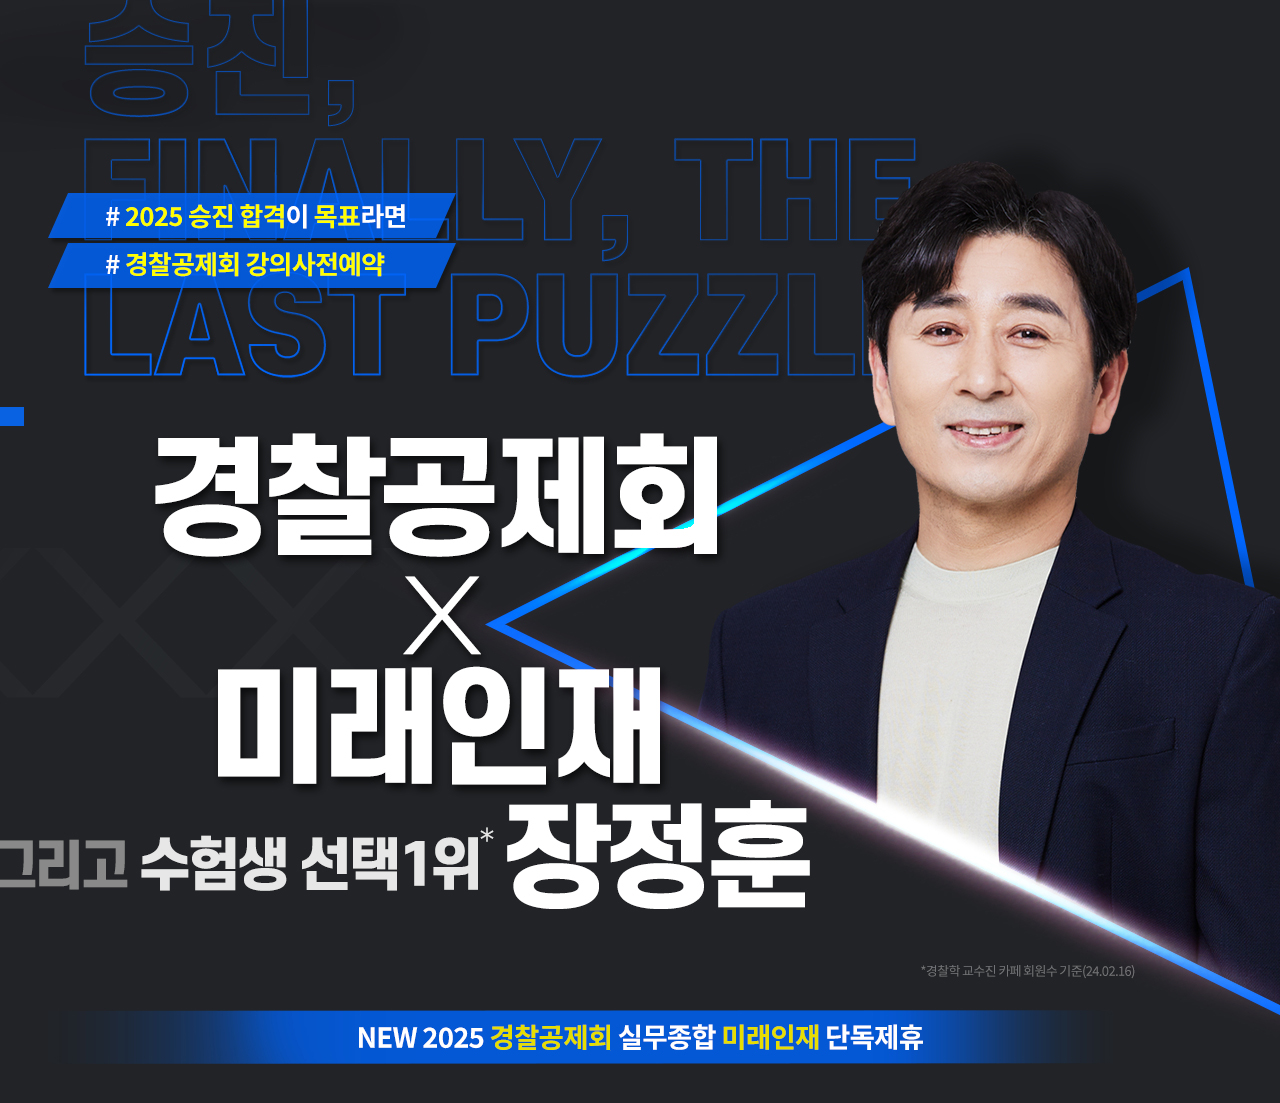 승진,
FINALLY, THE
# 2025 승진 합격이 목표라면
# 경찰공제회 강의사전예약
LAST PUZZLE
경찰공제회
X
미래인재
그리고 수험생 선택1위* 장정훈
*경찰학 교수진 카페 회원수 기준(24.02.16)
NEW 2025 경찰공제회 실무종합 미래인재 단독제휴